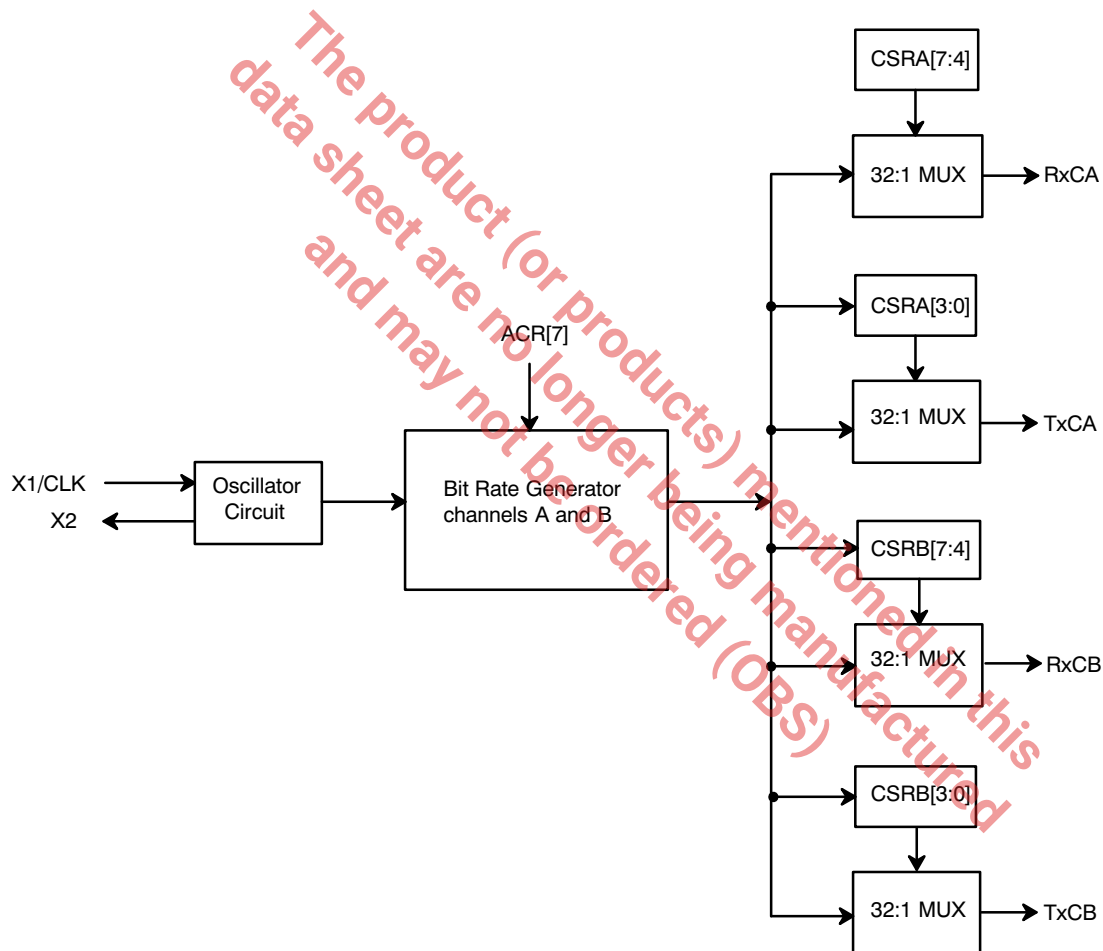 CSRA[7:4]
32:1 MUX
RxCA
CSRA[3:0]
ACR[7]
32:1 MUX
TxCA
X1/CLK
X2
Oscillator
Circuit
Bit Rate Generator
channels A and B
CSRB[7:4]
32:1 MUX
RxCB
CSRB[3:0]
32:1 MUX
TxCB
The product (or products) mentioned in this
data sheet are no longer being manufactured
and may not be ordered (OBS)